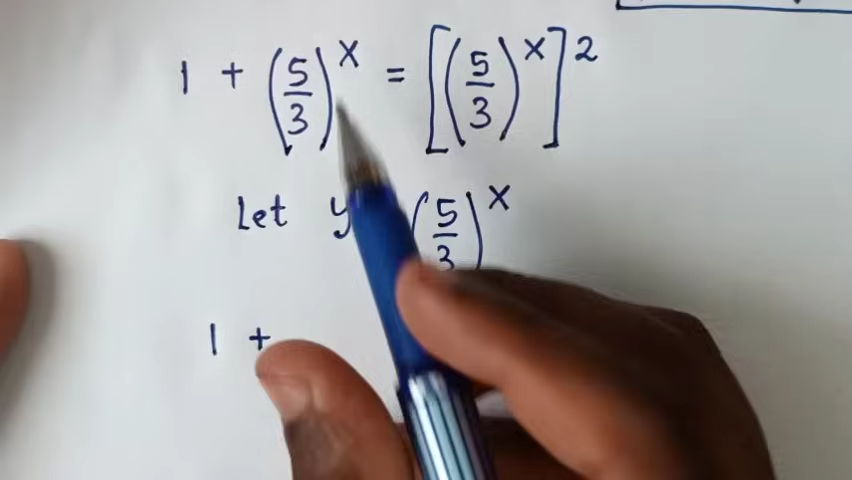 1 + (5/3)^x = [(5/3)^x]^2
Let y (5/3)^x
1 +